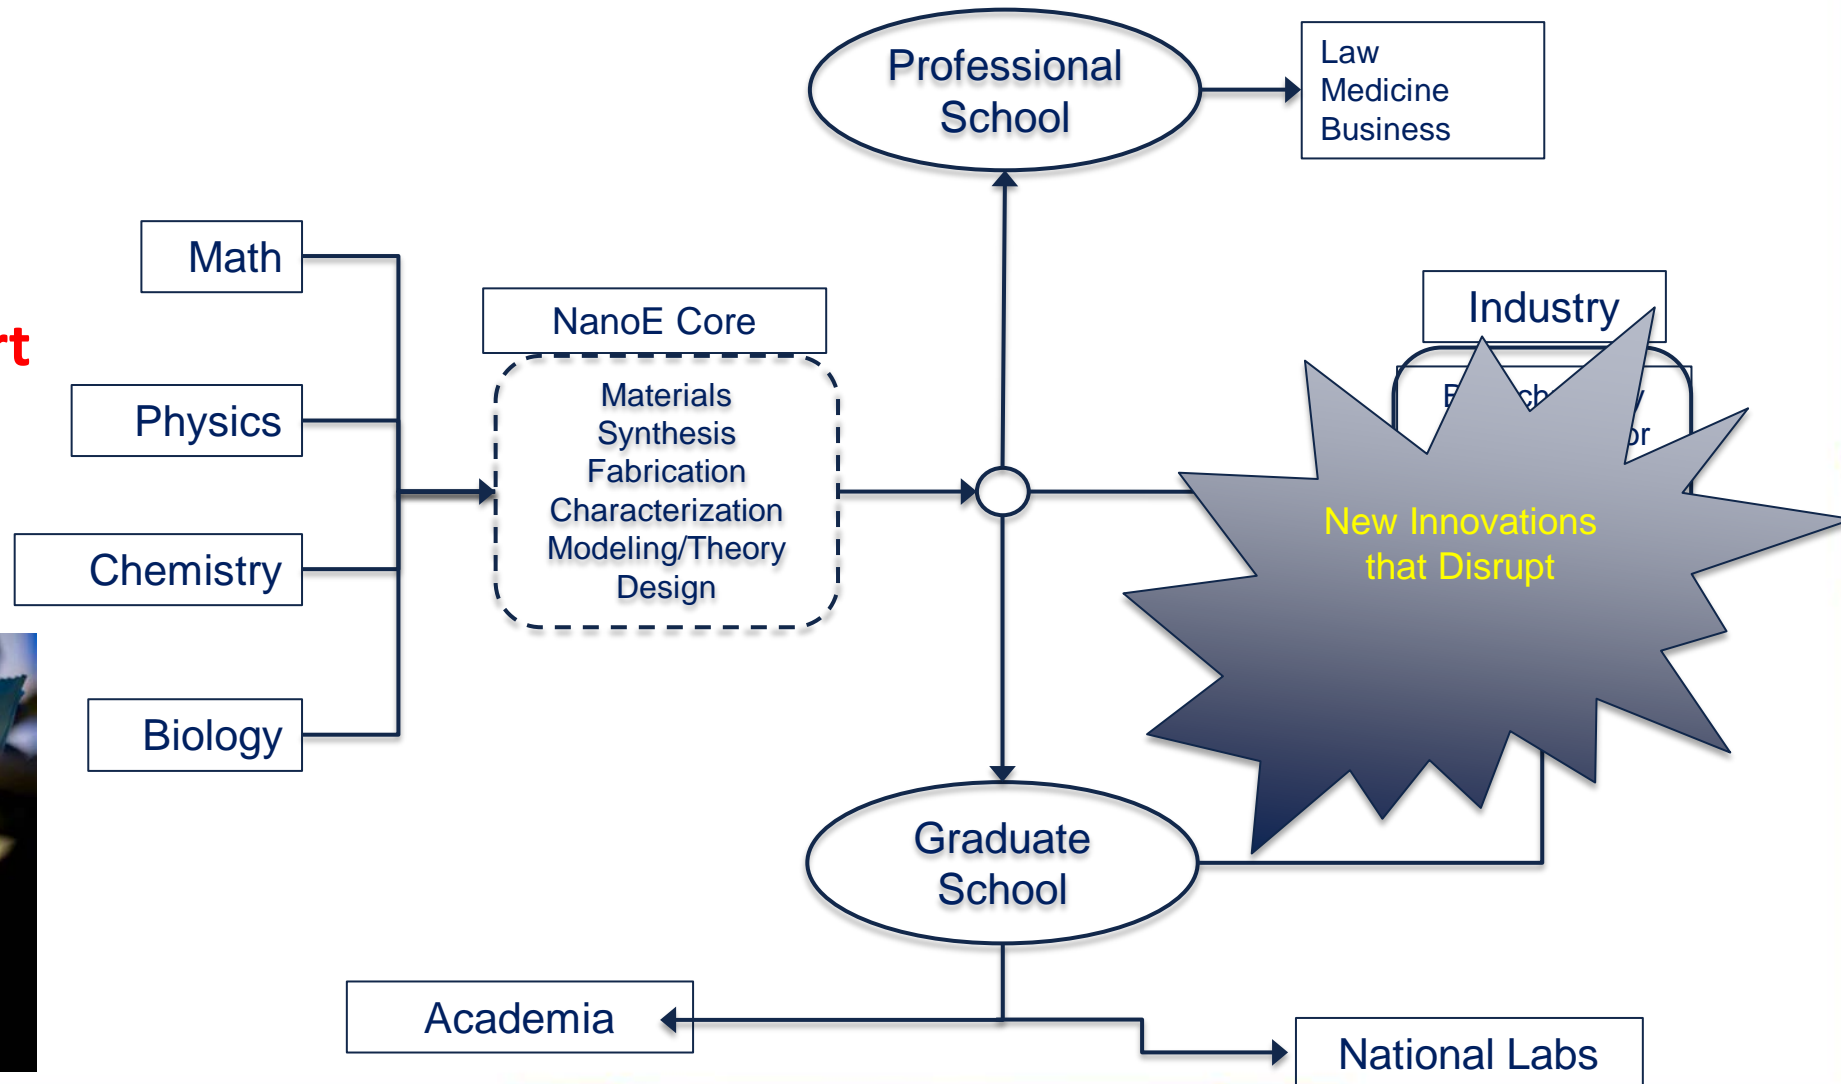 Professional
School
Law
Medicine
Business
Math
Physics
Chemistry
Biology
NanoE Core
Materials
Synthesis
Fabrication
Characterization
Modeling/Theory
Design
Industry
New Innovations
that Disrupt
Graduate
School
Academia
National Labs